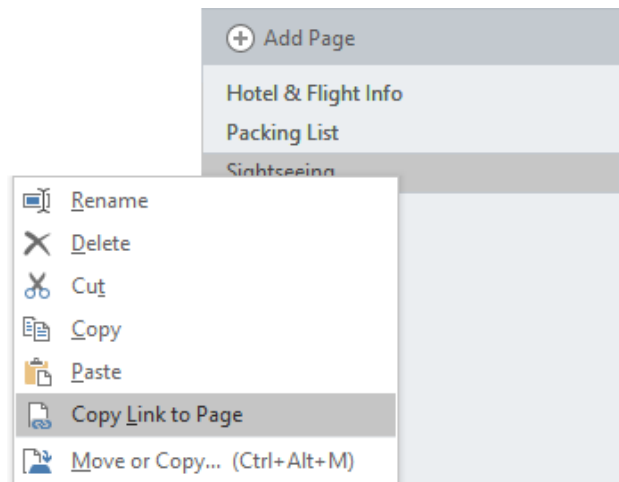 Add Page
Hotel & Flight Info
Packing List
Sightseeing
Rename
Delete
Cut
Copy
Paste
Copy Link to Page
Move or Copy... (Ctrl+Alt+M)